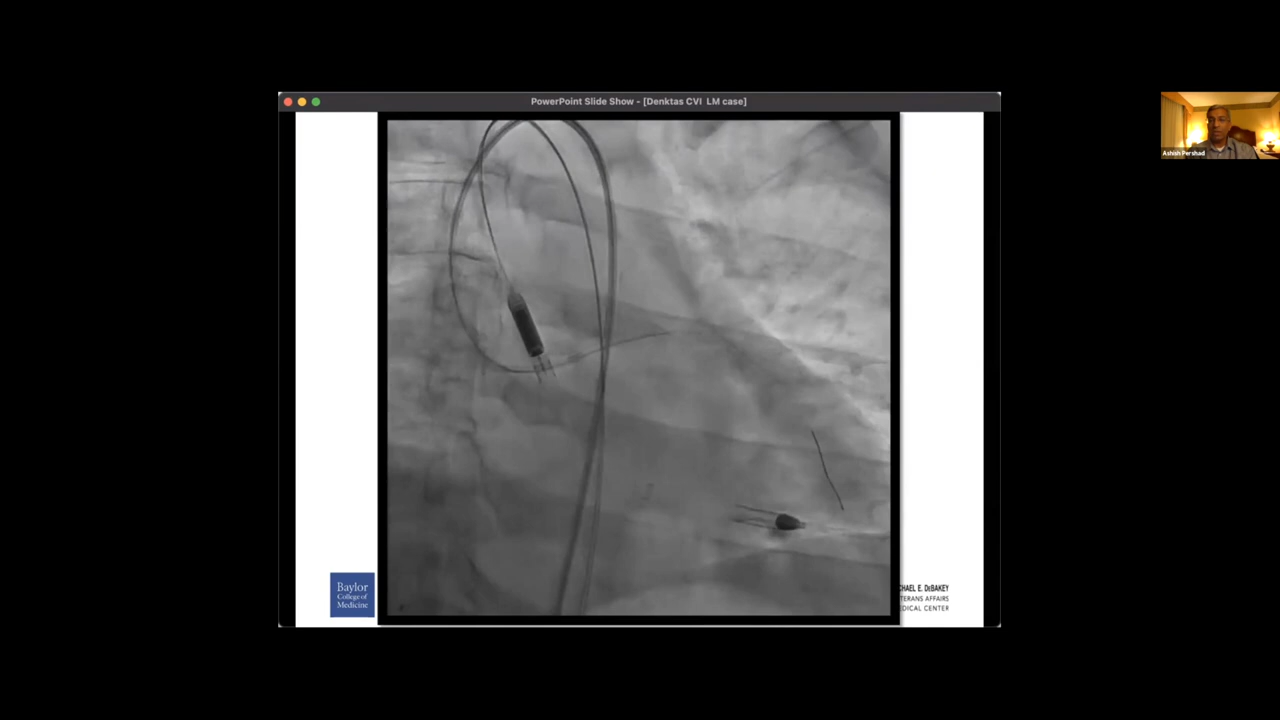 PowerPoint Slide Show - [Denktas CVI LM case]
Ashish Pershad
Baylor
College of
Medicine
CHAEL E. DEBAKEY
TERANS AFFAIRS
EDICAL CENTER